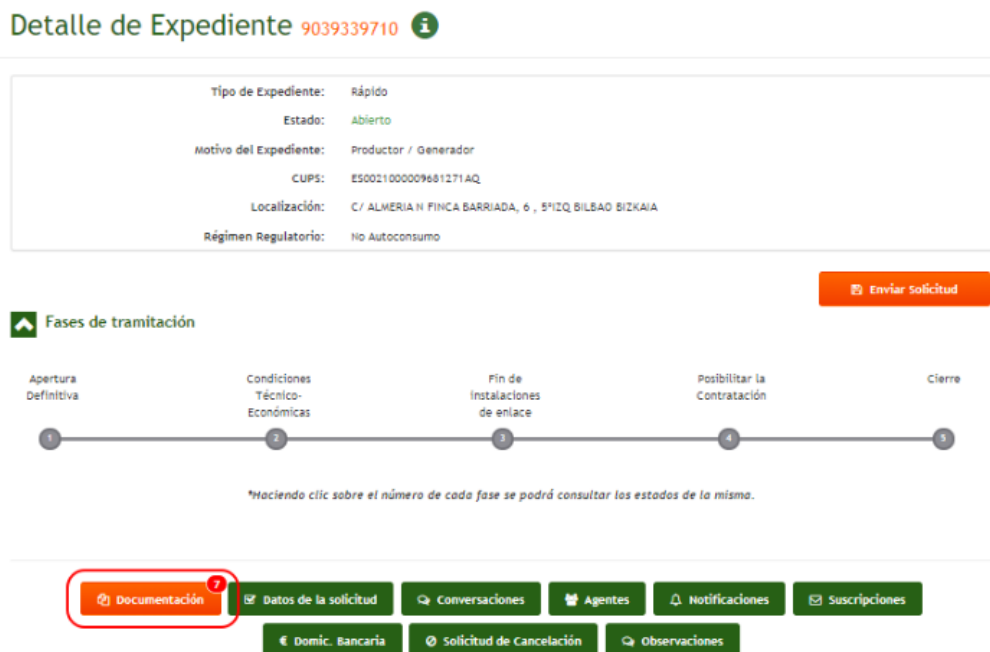 Detalle de Expediente 9039339710 i
Tipo de Expediente: Rápido
Estado: Abierto
Motivo del Expediente: Productor / Generador
CUPS: ES0021000009681271AQ
Localización: C/ ALMERIA N FINCA BARRIADA, 6 , 5ºIZQ BILBAO BIZKAIA
Régimen Regulatorio: No Autoconsumo
Enviar Solicitud
Fases de tramitación
Apertura Definitiva
Condiciones Técnico-Económicas
Fin de instalaciones de enlace
Posibilitar la Contratación
Cierre
1 2 3 4 5
*Haciendo clic sobre el número de cada fase se podrá consultar los estados de la misma.
Documentación 7 Datos de la solicitud Conversaciones Agentes Notificaciones Suscripciones
€ Domic. Bancaria Solicitud de Cancelación Observaciones